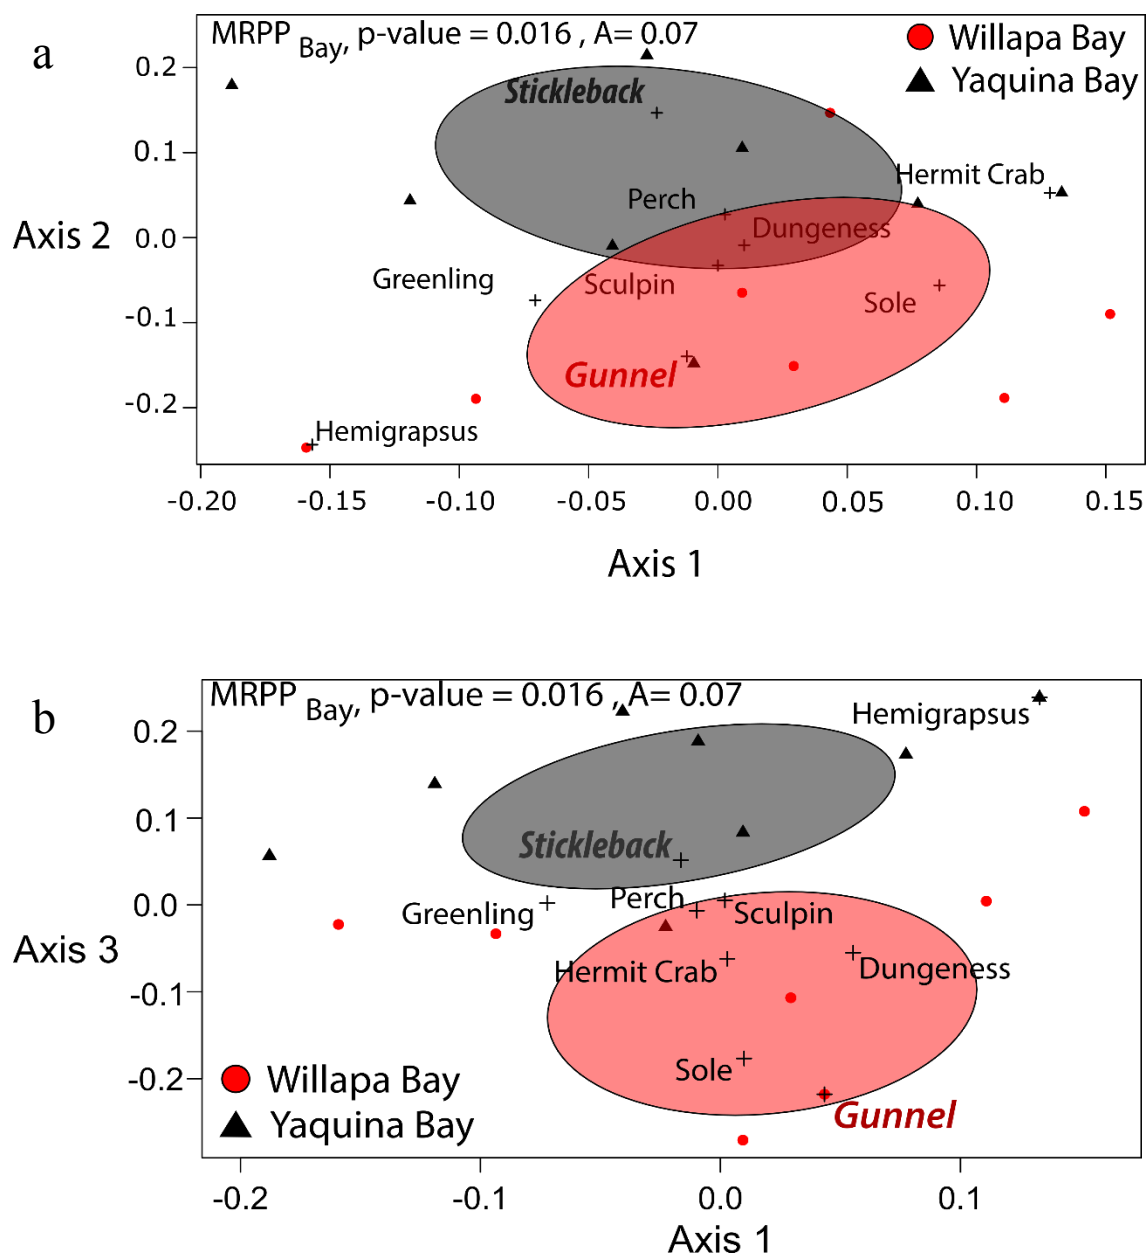 a
MRPP Bay, p-value = 0.016 , A= 0.07
Willapa Bay
Yaquina Bay
0.2
0.1
0.0
-0.1
-0.2
Axis 2
Stickleback
Hermit Crab
Perch
Dungeness
Greenling
Sculpin
Sole
Gunnel
Hemigrapsus
-0.20 -0.15 -0.10 -0.05 0.00 0.05 0.10 0.15
Axis 1
b
MRPP Bay, p-value = 0.016 , A= 0.07
Hemigrapsus
0.2
0.1
0.0
-0.1
-0.2
Axis 3
Stickleback
Perch
Greenling
Sculpin
Hermit Crab
Dungeness
Sole
Gunnel
Willapa Bay
Yaquina Bay
-0.2 -0.1 0.0 0.1
Axis 1